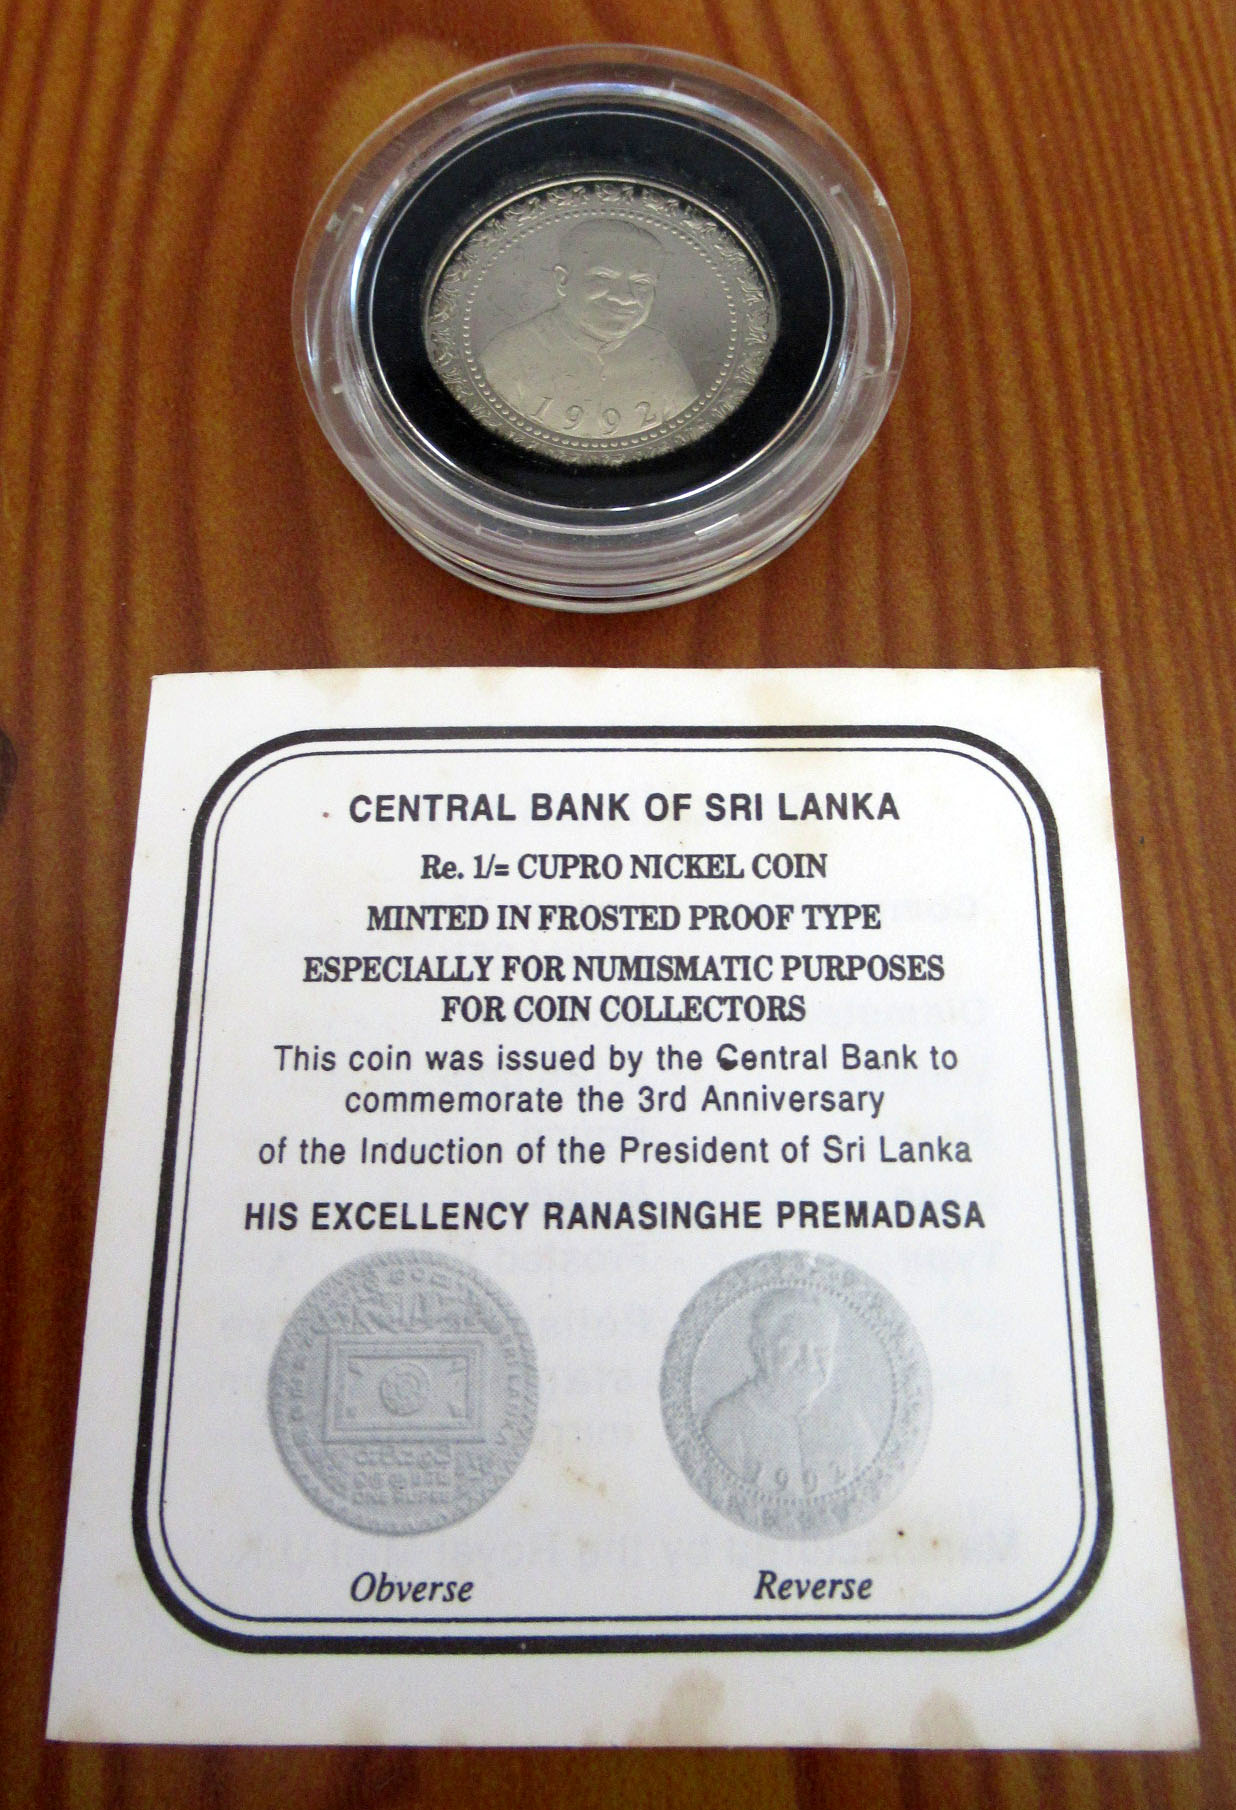 1992
CENTRAL BANK OF SRI LANKA
Re. 1/= CUPRO NICKEL COIN
MINTED IN FROSTED PROOF TYPE
ESPECIALLY FOR NUMISMATIC PURPOSES
FOR COIN COLLECTORS
This coin was issued by the Central Bank to
commemorate the 3rd Anniversary
of the Induction of the President of Sri Lanka
HIS EXCELLENCY RANASINGHE PREMADASA
SRI LANKA
ONE RUPEE
1992
Obverse
Reverse